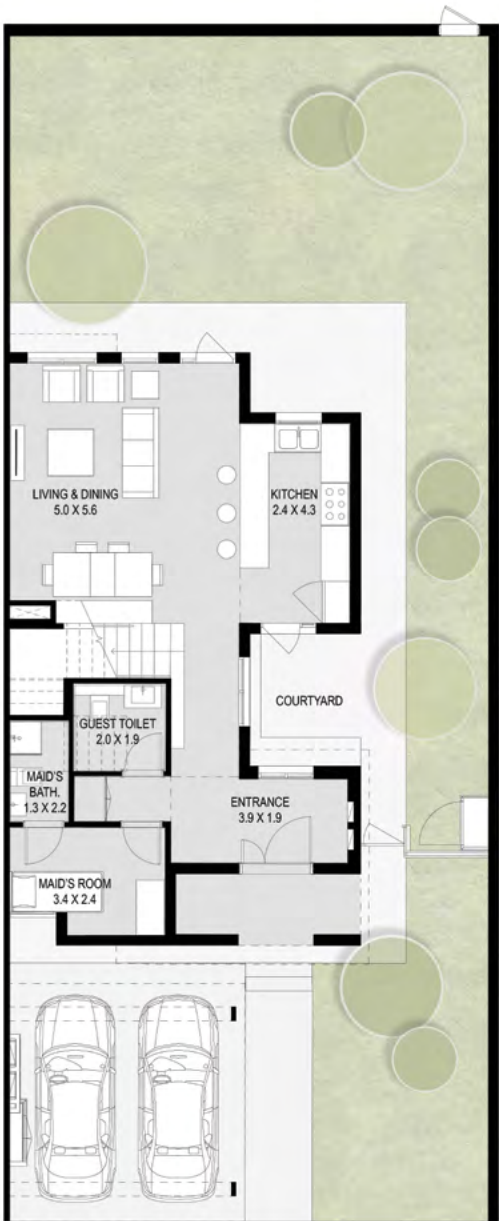 LIVING & DINING
5.0 X 5.6
KITCHEN
2.4 X 4.3
COURTYARD
GUEST TOILET
2.0 X 1.9
MAID'S
BATH.
1.3 X 2.2
ENTRANCE
3.9 X 1.9
MAID'S ROOM
3.4 X 2.4